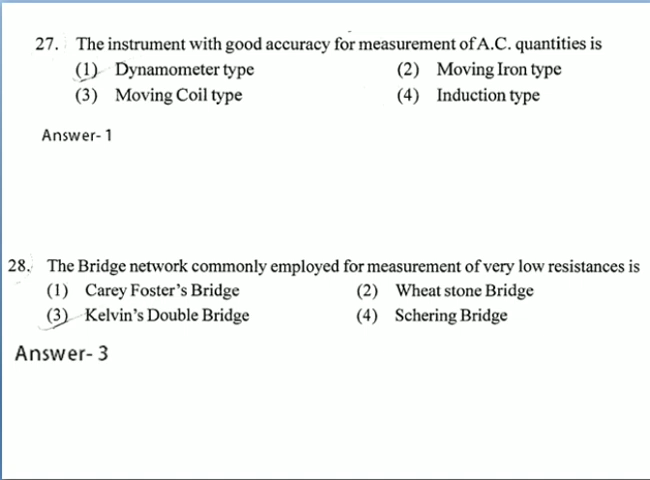 27. The instrument with good accuracy for measurement of A.C. quantities is
(1) Dynamometer type (2) Moving Iron type
(3) Moving Coil type (4) Induction type
Answer- 1
28. The Bridge network commonly employed for measurement of very low resistances is
(1) Carey Foster's Bridge (2) Wheat stone Bridge
(3) Kelvin's Double Bridge (4) Schering Bridge
Answer- 3